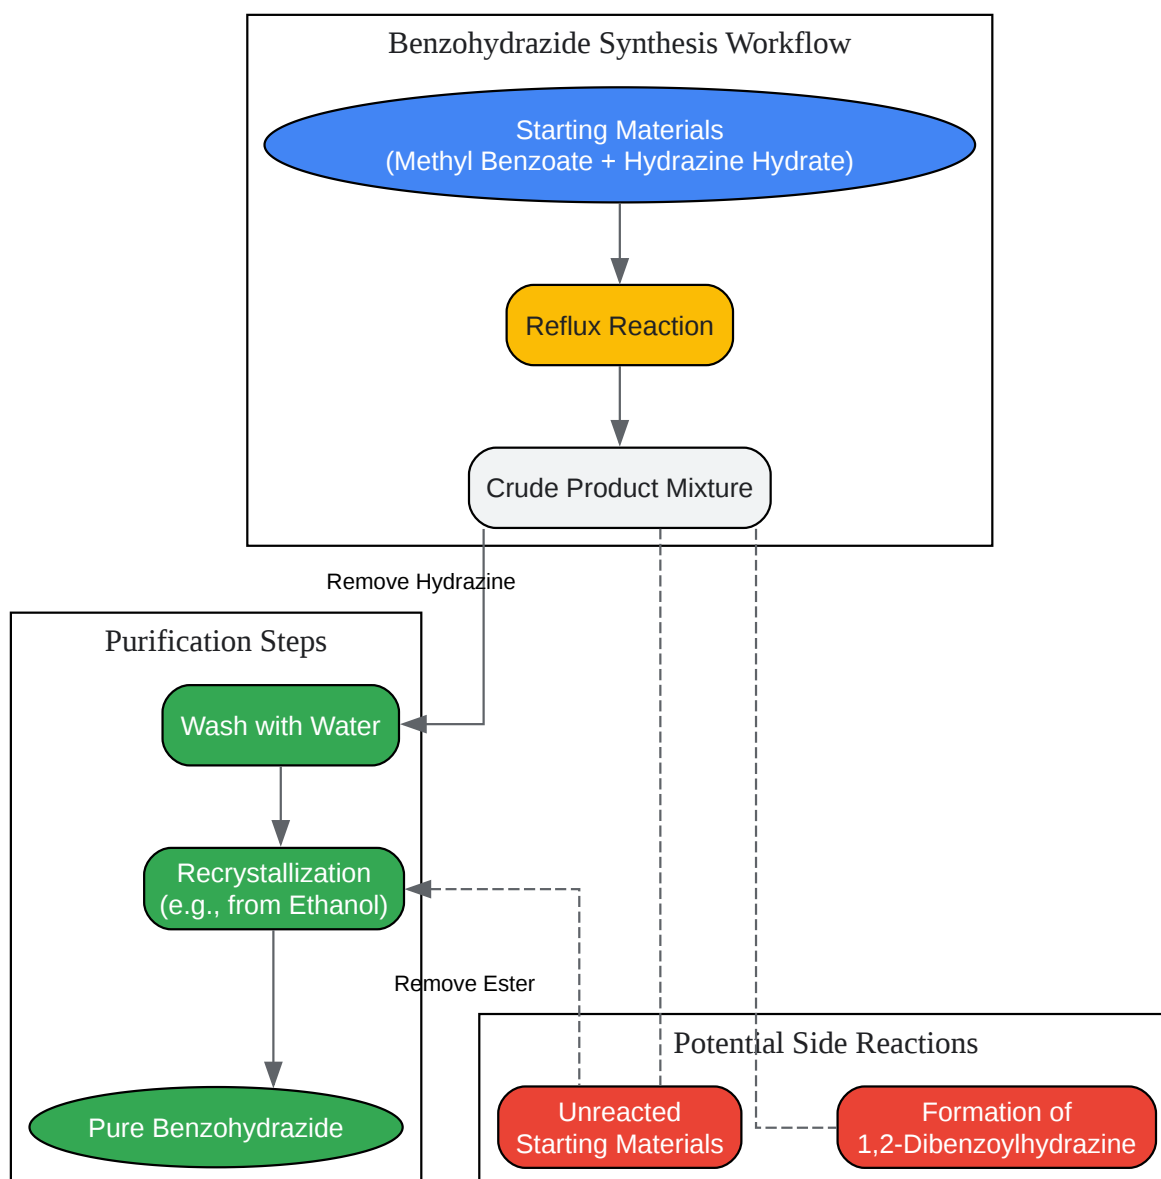 Benzohydrazide Synthesis Workflow
Starting Materials
(Methyl Benzoate + Hydrazine Hydrate)
Reflux Reaction
Crude Product Mixture
Remove Hydrazine
Purification Steps
Wash with Water
Recrystallization
(e.g., from Ethanol)
Remove Ester
Potential Side Reactions
Pure Benzohydrazide
Unreacted
Starting Materials
Formation of
1,2-Dibenzoylhydrazine